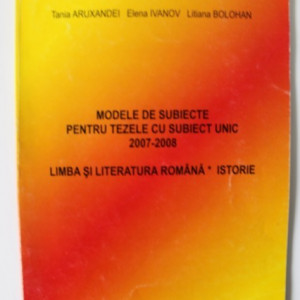 Tania ARUXANDEI Elena IVANOV Liliana BOLOHAN
MODELE DE SUBIECTE
PENTRU TEZELE CU SUBIECT UNIC
2007-2008
LIMBA ŞI LITERATURA ROMÂNĂ * ISTORIE